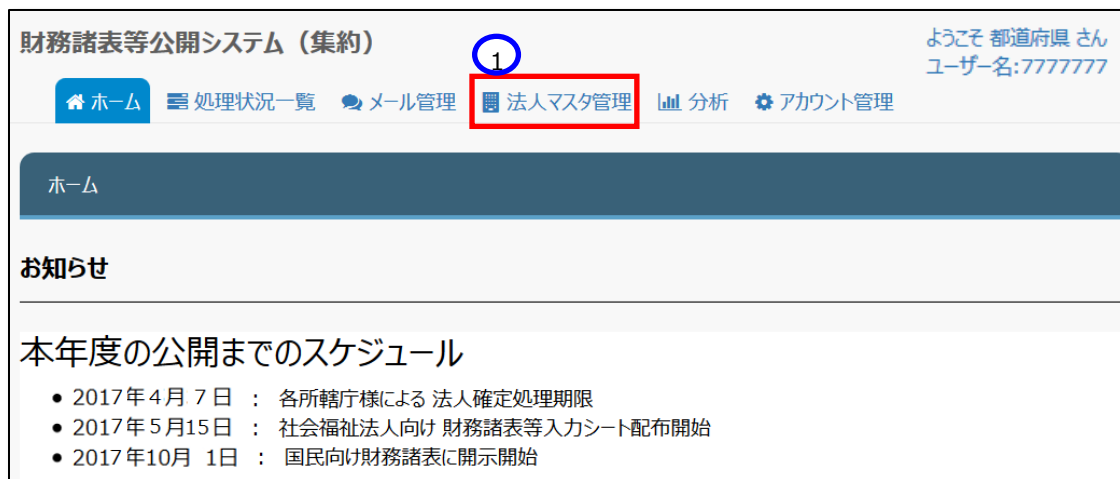 財務諸表等公開システム（集約）
ようこそ 都道府県 さん
ユーザー名:7777777
1
ホーム 処理状況一覧 メール管理 法人マスタ管理 分析 アカウント管理
ホーム
お知らせ
本年度の公開までのスケジュール
• 2017年4月 7日 ： 各所轄庁様による 法人確定処理期限
• 2017年5月15日 ： 社会福祉法人向け 財務諸表等入力シート配布開始
• 2017年10月 1日 ： 国民向け財務諸表に開示開始